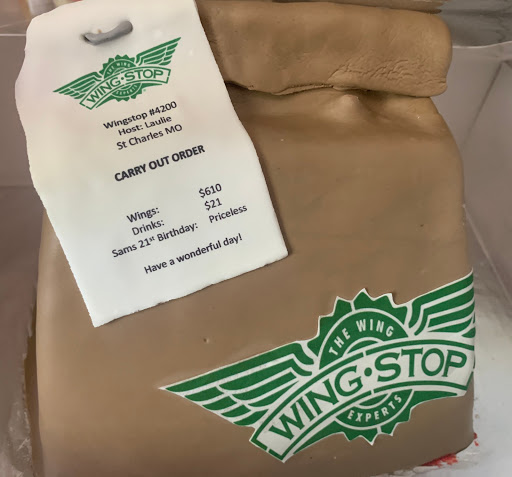 THE WING
WING·STOP
EXPERTS
Wingstop #4200
Host: Laulie
St Charles MO
CARRY OUT ORDER
Wings: $610
Drinks: $21
Sams 21st Birthday: Priceless
Have a wonderful day!
THE WING
WING·STOP
EXPERTS